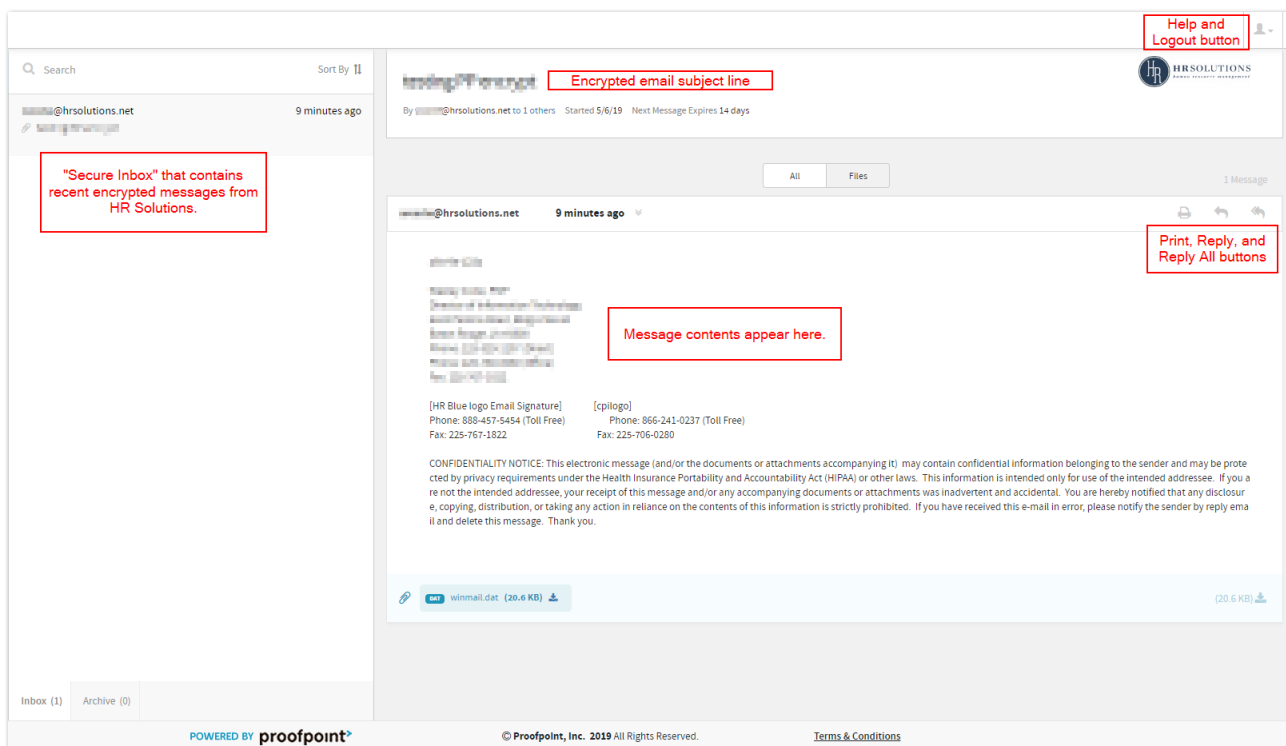 Help and
Logout button
Search
Sort By
HR HRSOLUTIONS
human resource management
Encrypted email subject line
By @hrsolutions.net to 1 others Started 5/6/19 Next Message Expires 14 days
@hrsolutions.net 9 minutes ago
"Secure Inbox" that contains
recent encrypted messages from
HR Solutions.
All Files
1 Message
@hrsolutions.net 9 minutes ago
Print, Reply, and
Reply All buttons
Message contents appear here.
[HR Blue logo Email Signature] [cpilogo]
Phone: 888-457-5454 (Toll Free) Phone: 866-241-0237 (Toll Free)
Fax: 225-767-1822 Fax: 225-706-0280
CONFIDENTIALITY NOTICE: This electronic message (and/or the documents or attachments accompanying it) may contain confidential information belonging to the sender and may be prote
cted by privacy requirements under the Health Insurance Portability and Accountability Act (HIPAA) or other laws. This information is intended only for use of the intended addressee. If you a
re not the intended addressee, your receipt of this message and/or any accompanying documents or attachments was inadvertent and accidental. You are hereby notified that any disclosur
e, copying, distribution, or taking any action in reliance on the contents of this information is strictly prohibited. If you have received this e-mail in error, please notify the sender by reply ema
il and delete this message. Thank you.
DAT winmail.dat (20.6 KB)
(20.6 KB)
Inbox (1) Archive (0)
POWERED BY proofpoint
© Proofpoint, Inc. 2019 All Rights Reserved.
Terms & Conditions